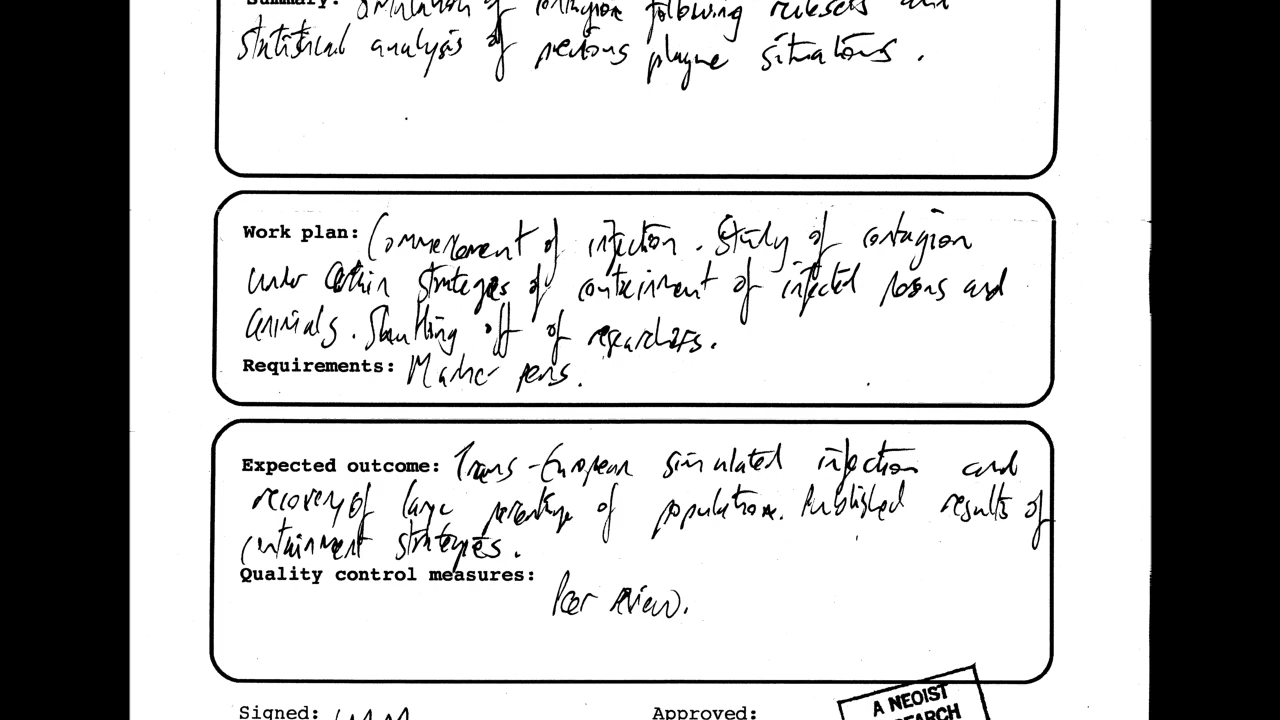 Summary: Simulation of contagion following rulesets and
statistical analysis of previous plague situations.
Work plan: Commencement of infection. Study of contagion
under certain strategies of containment of infected persons and
animals. Shutting off of researchers.
Requirements: Marker pens.
Expected outcome: Trans-European simulated infection and
recovery of large percentage of population. Published results of
containment strategies.
Quality control measures:
Peer review.
Signed:
Approved:
A NEOIST